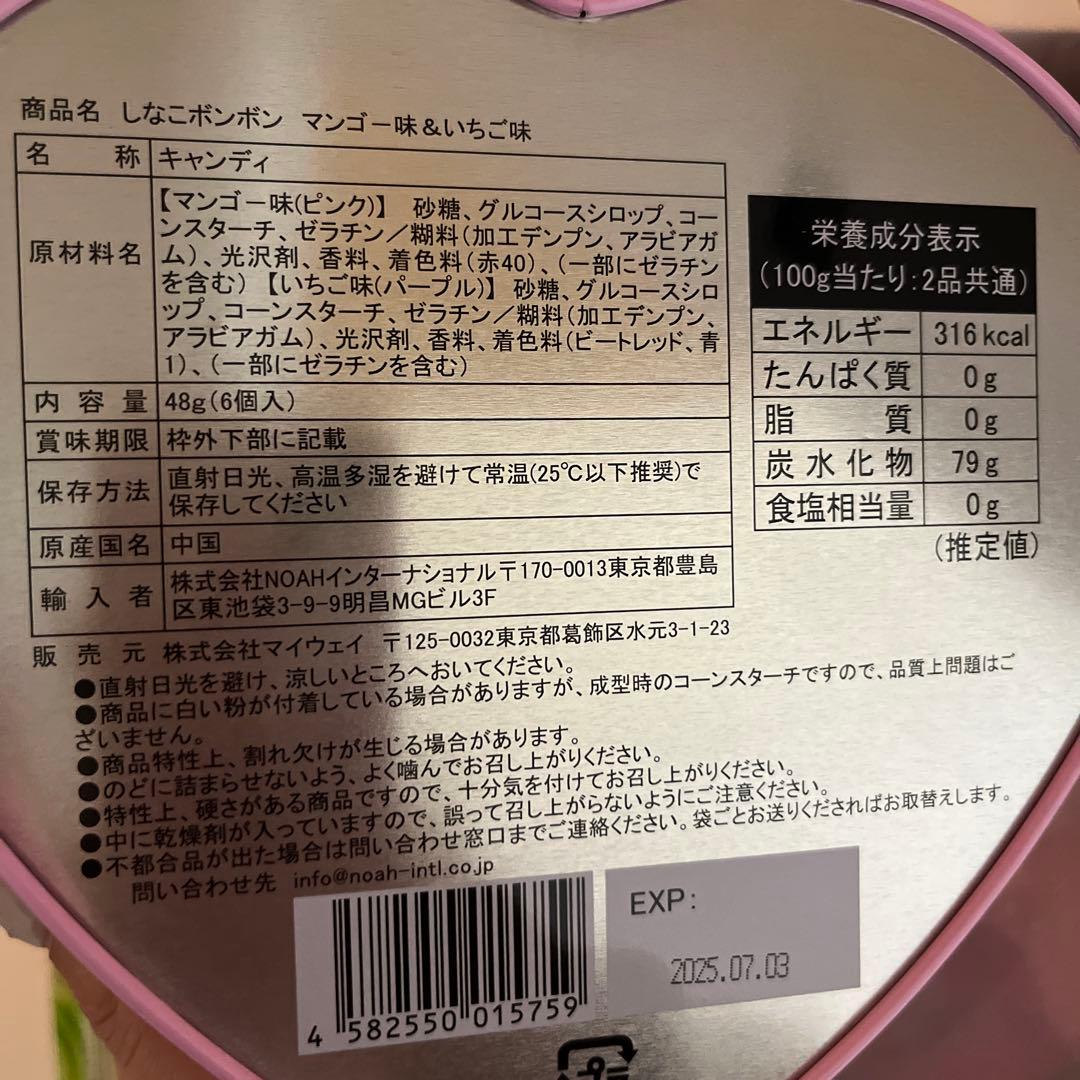 商品名 しなこボンボン マンゴー味＆いちご味
名称 キャンディ
原材料名
【マンゴー味(ピンク)】 砂糖、グルコースシロップ、コー
ンスターチ、ゼラチン／糊料(加工デンプン、アラビアガ
ム)、光沢剤、香料、着色料(赤40)、(一部にゼラチン
を含む) 【いちご味(パープル)】 砂糖、グルコースシロ
ップ、コーンスターチ、ゼラチン／糊料(加工デンプン、
アラビアガム)、光沢剤、香料、着色料(ビートレッド、青
1)、(一部にゼラチンを含む)
内容量 48g(6個入)
賞味期限 枠外下部に記載
保存方法 直射日光、高温多湿を避けて常温(25℃以下推奨)で
保存してください
原産国名 中国
輸入者 株式会社NOAHインターナショナル〒170-0013東京都豊島
区東池袋3-9-9明昌MGビル3F
販売元 株式会社マイウェイ 〒125-0032東京都葛飾区水元3-1-23
栄養成分表示
(100g当たり:2品共通)
エネルギー 316kcal
たんぱく質 0g
脂質 0g
炭水化物 79g
食塩相当量 0g
(推定値)
●直射日光を避け、涼しいところへおいてください。
●商品に白い粉が付着している場合がありますが、成型時のコーンスターチですので、品質上問題はご
ざいません。
●商品特性上、割れ欠けが生じる場合があります。
●のどに詰まらせないよう、よく噛んでお召し上がりください。
●特性上、硬さがある商品ですので、十分気を付けてお召し上がりください。
●中に乾燥剤が入っていますので、誤って召し上がらないようにご注意ください。
●不都合品が出た場合は問い合わせ窓口までご連絡ください。袋ごとお送りくださればお取替えします。
問い合わせ先 info@noah-intl.co.jp
EXP:
2025.07.03
4 582550 015759